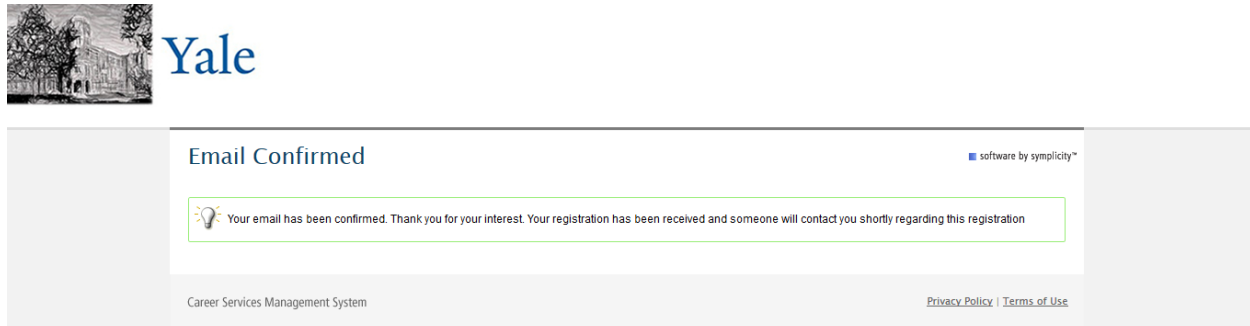 Yale
Email Confirmed
software by symplicity™
Your email has been confirmed. Thank you for your interest. Your registration has been received and someone will contact you shortly regarding this registration
Career Services Management System
Privacy Policy | Terms of Use